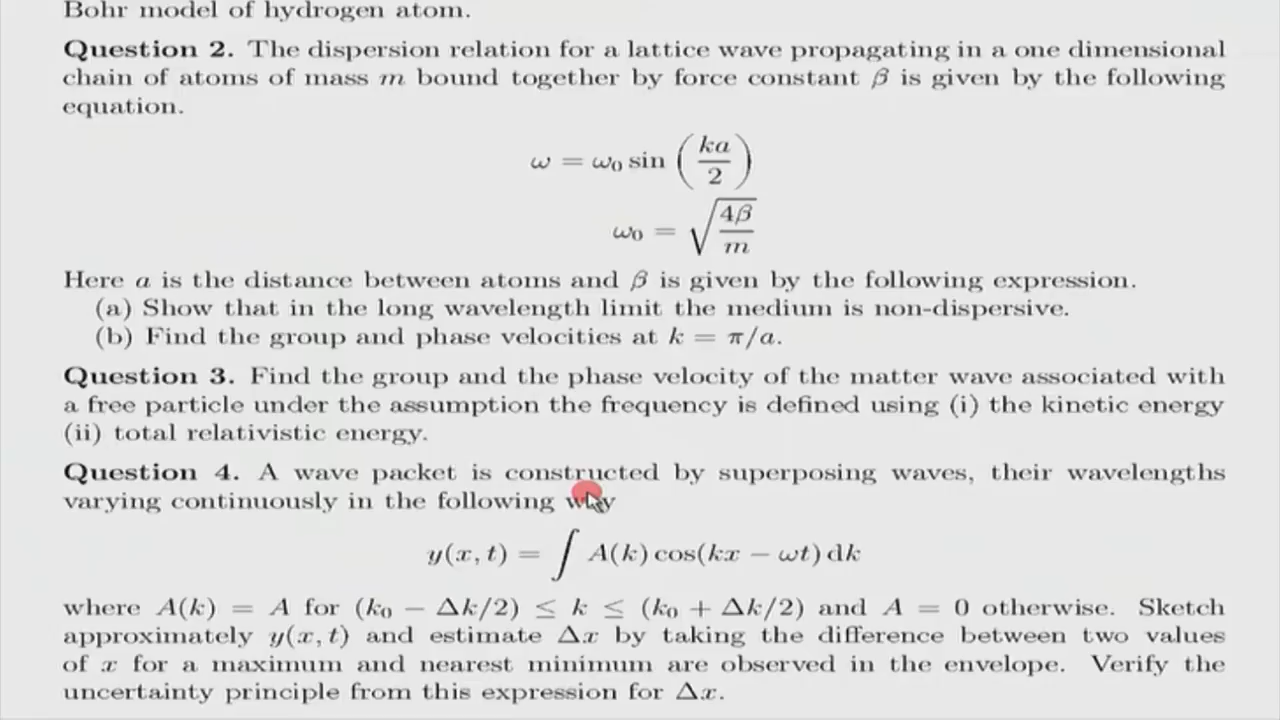 Bohr model of hydrogen atom.
Question 2. The dispersion relation for a lattice wave propagating in a one dimensional
chain of atoms of mass m bound together by force constant β is given by the following
equation.
ω = ω₀ sin (ka/2)
ω₀ = √(4β/m)
Here a is the distance between atoms and β is given by the following expression.
(a) Show that in the long wavelength limit the medium is non-dispersive.
(b) Find the group and phase velocities at k = π/a.
Question 3. Find the group and the phase velocity of the matter wave associated with
a free particle under the assumption the frequency is defined using (i) the kinetic energy
(ii) total relativistic energy.
Question 4. A wave packet is constructed by superposing waves, their wavelengths
varying continuously in the following way
y(x, t) = ∫ A(k) cos(kx − ωt) dk
where A(k) = A for (k₀ − Δk/2) ≤ k ≤ (k₀ + Δk/2) and A = 0 otherwise. Sketch
approximately y(x, t) and estimate Δx by taking the difference between two values
of x for a maximum and nearest minimum are observed in the envelope. Verify the
uncertainty principle from this expression for Δx.